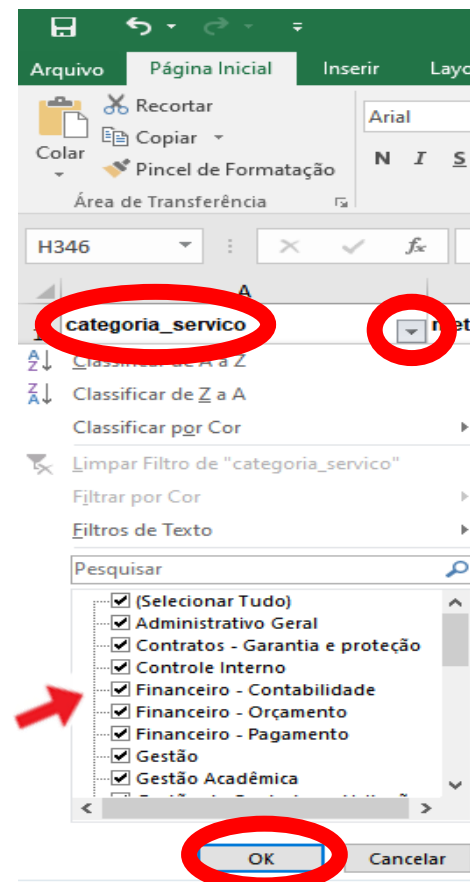 Arquivo Página Inicial Inserir Layo
Recortar
Copiar
Pincel de Formatação
Colar
Área de Transferência
Arial
N I S
H346 fx
A
categoria_servico met
Classificar de A a Z
Classificar de Z a A
Classificar por Cor
Limpar Filtro de "categoria_servico"
Filtrar por Cor
Filtros de Texto
Pesquisar
(Selecionar Tudo)
Administrativo Geral
Contratos - Garantia e proteção
Controle Interno
Financeiro - Contabilidade
Financeiro - Orçamento
Financeiro - Pagamento
Gestão
Gestão Acadêmica
OK Cancelar